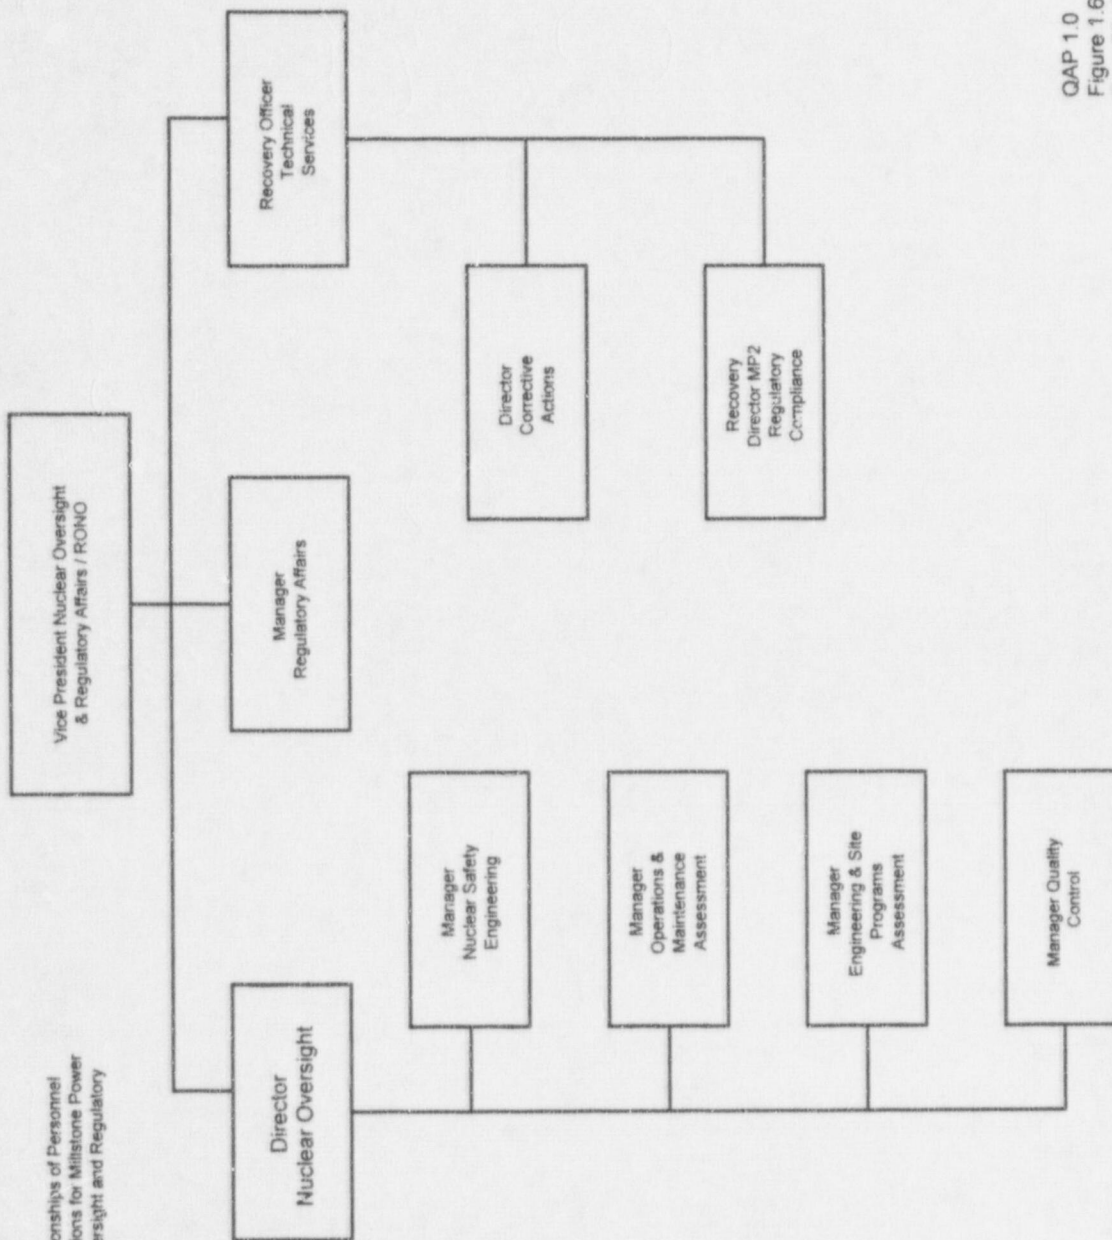 onships of Personnel
ions for Millstone Power
ersight and Regulatory
Vice President Nuclear Oversight
& Regulatory Affairs / RONO
Director
Nuclear Oversight
Manager
Regulatory Affairs
Recovery Officer
Technical
Services
Manager
Nuclear Safety
Engineering
Manager
Operations &
Maintenance
Assessment
Manager
Engineering & Site
Programs
Assessment
Manager Quality
Control
Director
Corrective
Actions
Recovery
Director MP2
Regulatory
Compliance
QAP 1.0
Figure 1.6